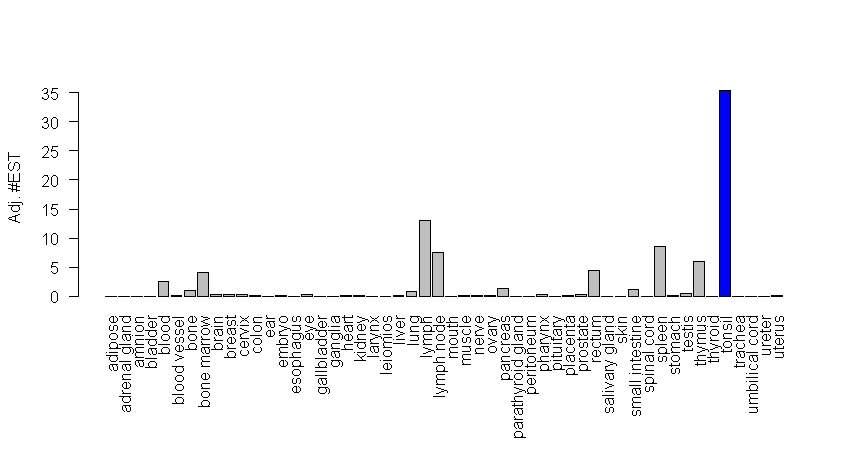 Adj. #EST
35
30
25
20
15
10
5
0
adipose
adrenal gland
amnion
bladder
blood
blood vessel
bone
bone marrow
brain
breast
cervix
colon
ear
embryo
esophagus
eye
gallbladder
ganglia
heart
kidney
larynx
leiomios
liver
lung
lymph
lymph node
mouth
muscle
nerve
ovary
pancreas
parathyroid gland
peritoneum
pharynx
pituitary
placenta
prostate
rectum
salivary gland
skin
small intestine
spinal cord
spleen
stomach
testis
thymus
thyroid
tonsil
trachea
umbilical cord
ureter
uterus